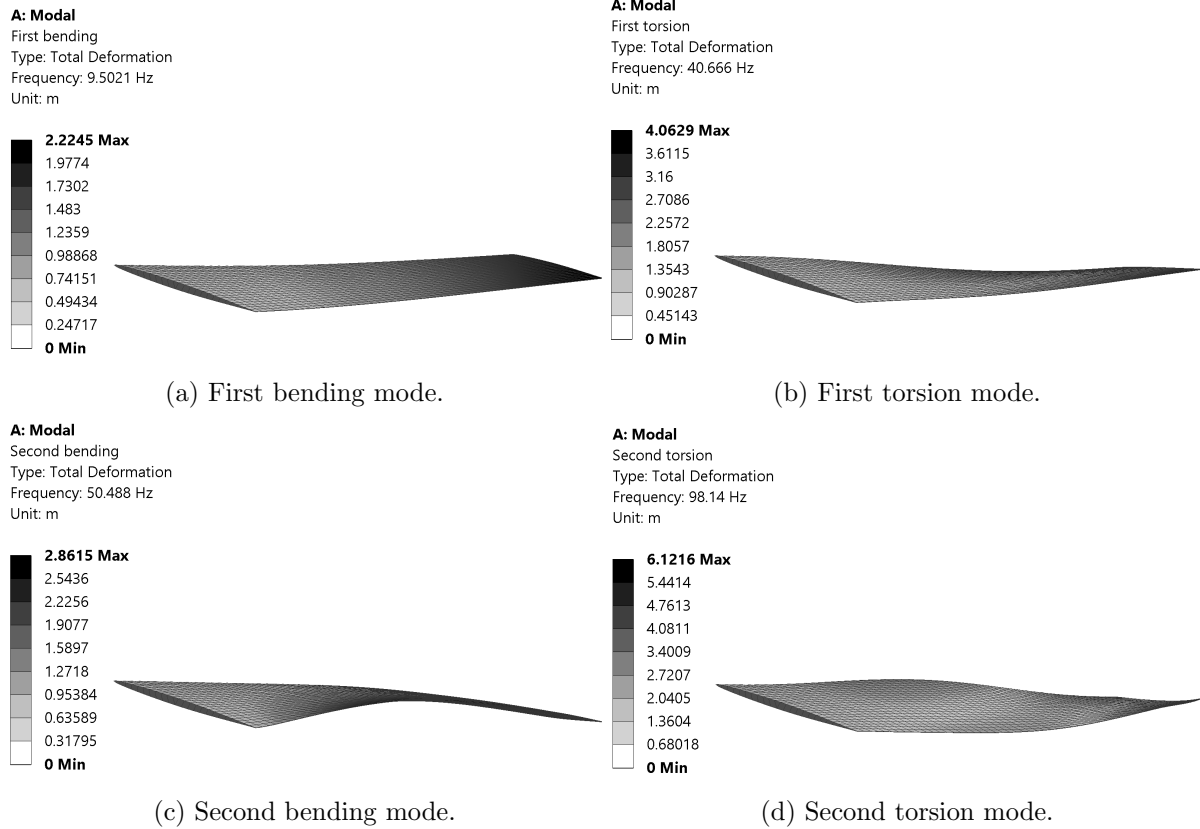 A: Modal
First bending
Type: Total Deformation
Frequency: 9.5021 Hz
Unit: m
2.2245 Max
1.9774
1.7302
1.483
1.2359
0.98868
0.74151
0.49434
0.24717
0 Min
(a) First bending mode.
A: Modal
First torsion
Type: Total Deformation
Frequency: 40.666 Hz
Unit: m
4.0629 Max
3.6115
3.16
2.7086
2.2572
1.8057
1.3543
0.90287
0.45143
0 Min
(b) First torsion mode.
A: Modal
Second bending
Type: Total Deformation
Frequency: 50.488 Hz
Unit: m
2.8615 Max
2.5436
2.2256
1.9077
1.5897
1.2718
0.95384
0.63589
0.31795
0 Min
(c) Second bending mode.
A: Modal
Second torsion
Type: Total Deformation
Frequency: 98.14 Hz
Unit: m
6.1216 Max
5.4414
4.7613
4.0811
3.4009
2.7207
2.0405
1.3604
0.68018
0 Min
(d) Second torsion mode.